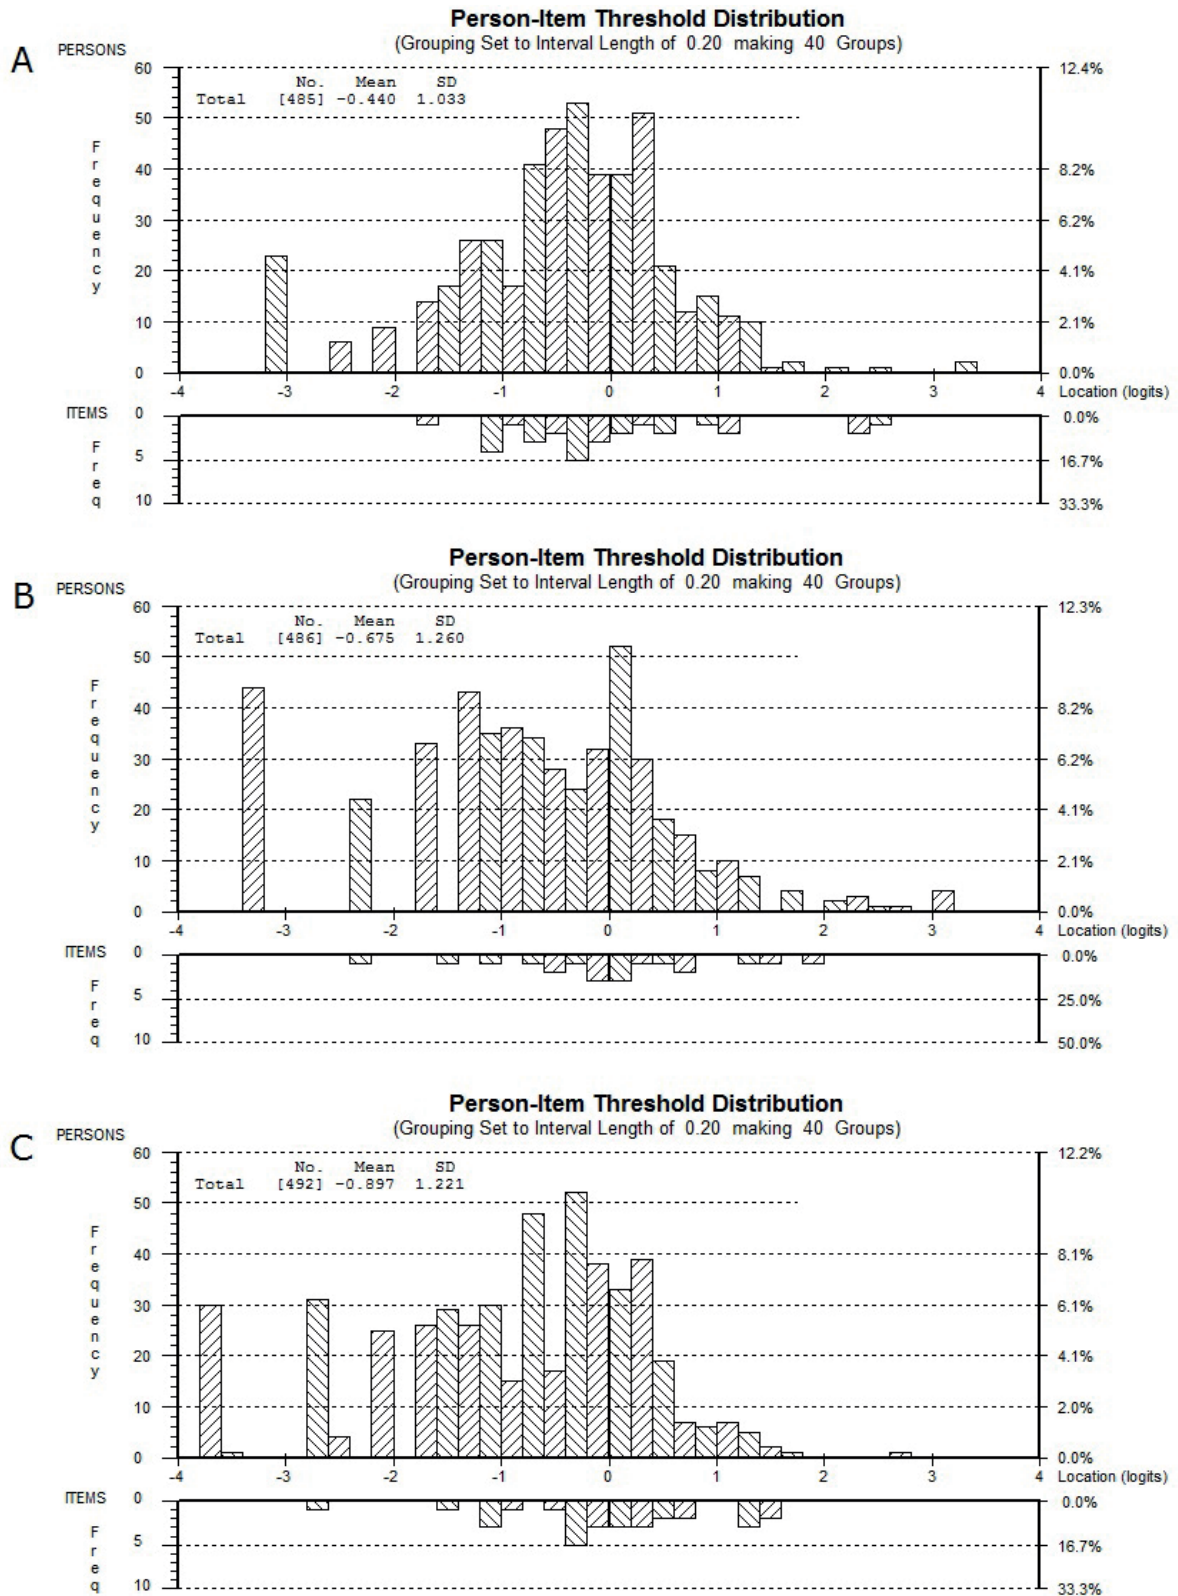 Person-Item Threshold Distribution
(Grouping Set to Interval Length of 0.20 making 40 Groups)
A
PERSONS
No. Mean SD
Total [485] -0.440 1.033
Frequency
60
50
40
30
20
10
0
12.4%
8.2%
6.2%
4.1%
2.1%
0.0%
-4 -3 -2 -1 0 1 2 3 4 Location (logits)
ITEMS
Freq
0
5
10
0.0%
16.7%
33.3%
Person-Item Threshold Distribution
(Grouping Set to Interval Length of 0.20 making 40 Groups)
B
PERSONS
No. Mean SD
Total [486] -0.675 1.260
Frequency
60
50
40
30
20
10
0
12.3%
8.2%
6.2%
4.1%
2.1%
0.0%
-4 -3 -2 -1 0 1 2 3 4 Location (logits)
ITEMS
Freq
0
5
10
0.0%
25.0%
50.0%
Person-Item Threshold Distribution
(Grouping Set to Interval Length of 0.20 making 40 Groups)
C
PERSONS
No. Mean SD
Total [492] -0.897 1.221
Frequency
60
50
40
30
20
10
0
12.2%
8.1%
6.1%
4.1%
2.0%
0.0%
-4 -3 -2 -1 0 1 2 3 4 Location (logits)
ITEMS
Freq
0
5
10
0.0%
16.7%
33.3%